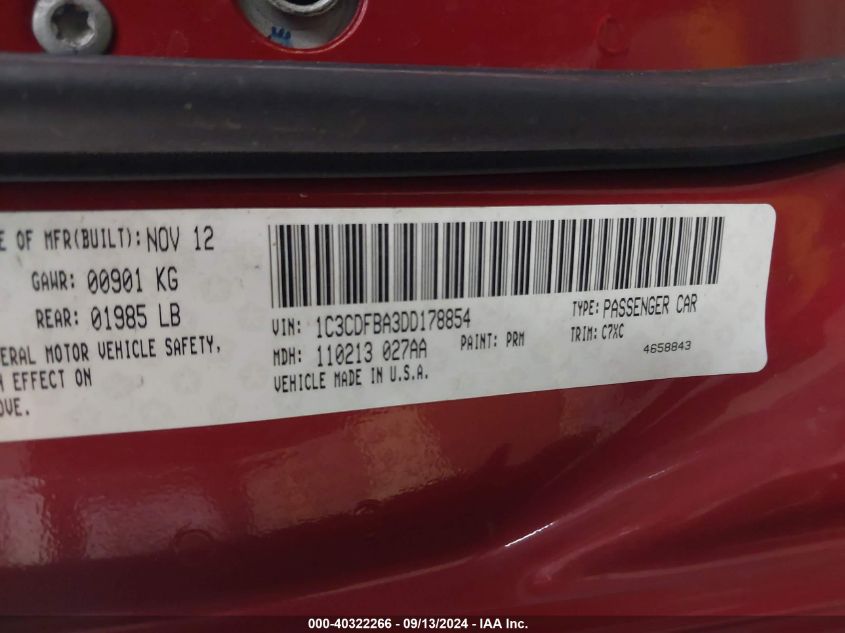 E OF MFR(BUILT): NOV 12
GAWR: 00901 KG
REAR: 01985 LB
ERAL MOTOR VEHICLE SAFETY,
EFFECT ON
OVE.
VIN: 1C3CDFBA3DD178854
TYPE: PASSENGER CAR
MDH: 110213 027AA
PAINT: PRM
TRIM: C7XC
VEHICLE MADE IN U.S.A.
4658843
000-40322266 - 09/13/2024 - IAA Inc.